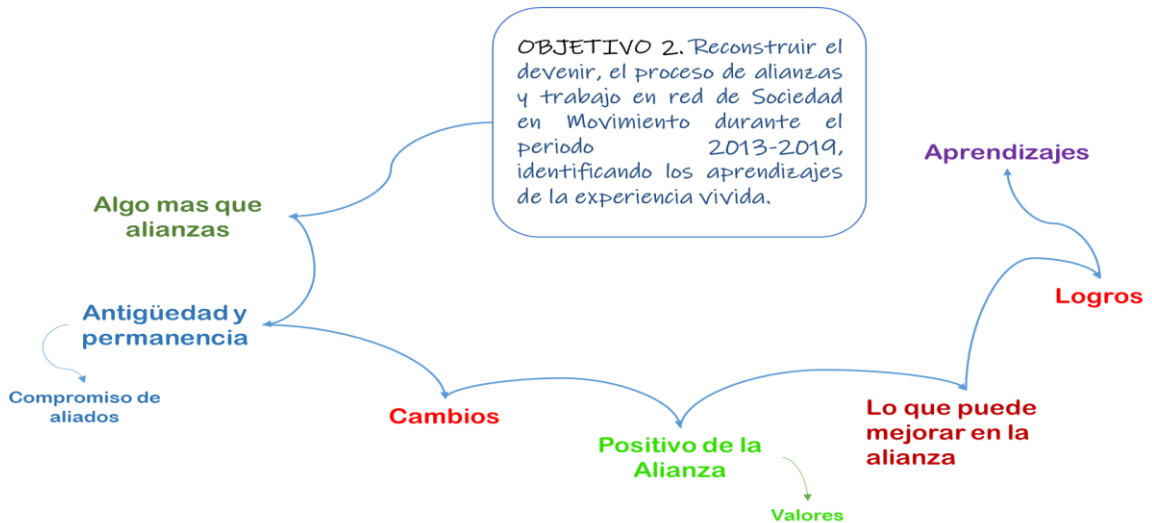 OBJETIVO 2. Reconstruir el
devenir, el proceso de alianzas
y trabajo en red de Sociedad
en Movimiento durante el
periodo 2013-2019,
identificando los aprendizajes
de la experiencia vivida.
Algo mas que
alianzas
Antigüedad y
permanencia
Compromiso de
aliados
Cambios
Positivo de la
Alianza
Valores
Lo que puede
mejorar en la
alianza
Logros
Aprendizajes